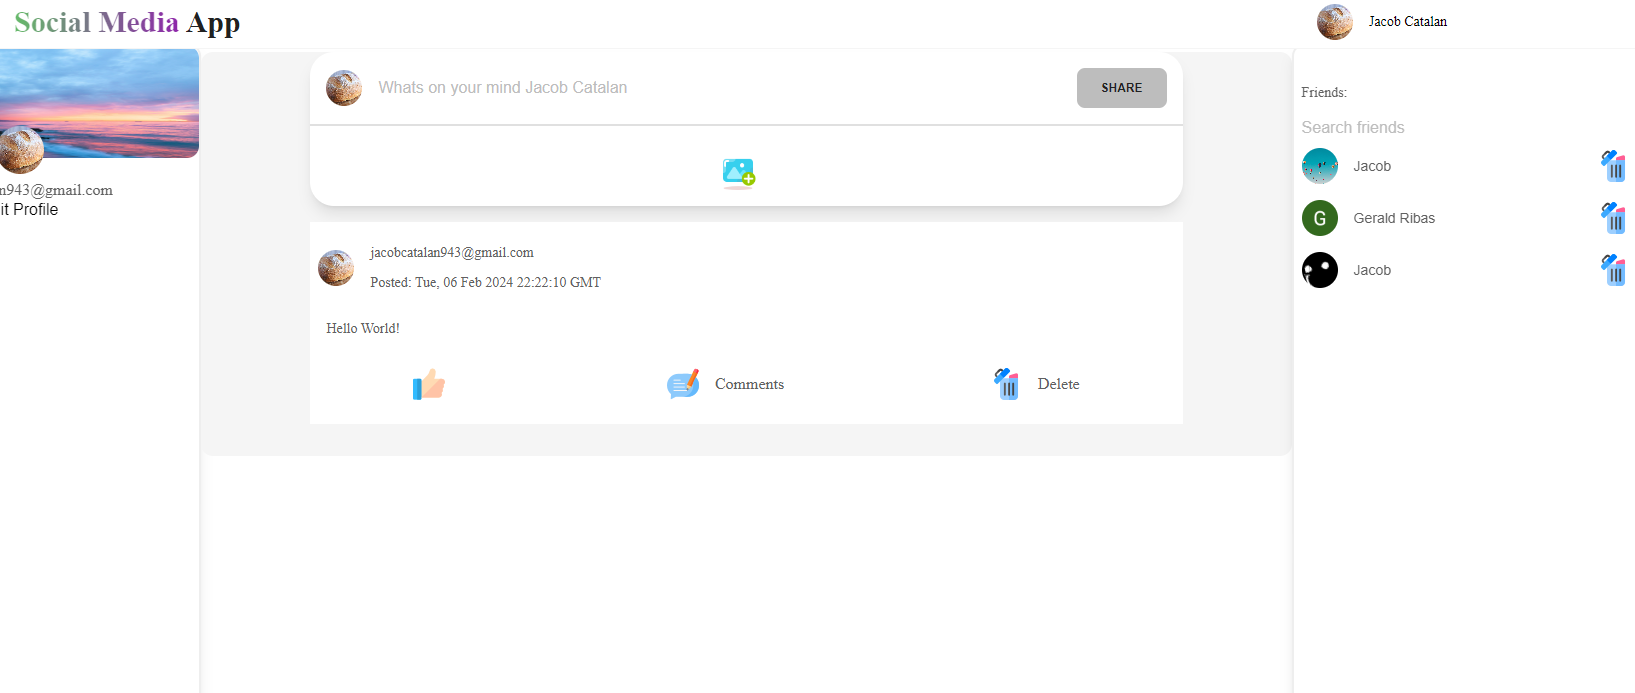 Social Media App
Jacob Catalan
n943@gmail.com
it Profile
Whats on your mind Jacob Catalan
SHARE
jacobcatalan943@gmail.com
Posted: Tue, 06 Feb 2024 22:22:10 GMT
Hello World!
Comments
Delete
Friends:
Search friends
Jacob
G
Gerald Ribas
Jacob